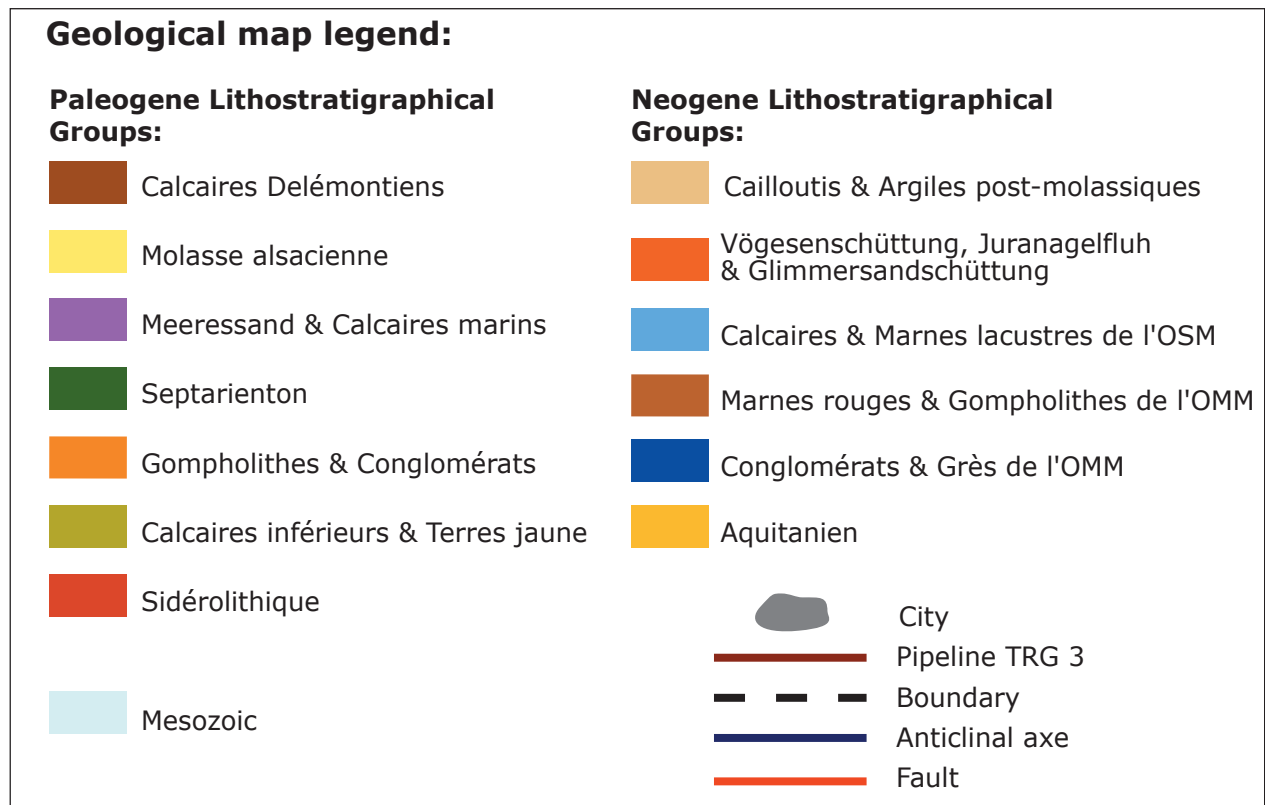 Geological map legend:
Paleogene Lithostratigraphical
Groups:
Calcaires Delémontiens
Molasse alsacienne
Meeressand & Calcaires marins
Septarienton
Gompholithes & Conglomérats
Calcaires inférieurs & Terres jaune
Sidérolithique
Mesozoic
Neogene Lithostratigraphical
Groups:
Cailloutis & Argiles post-molassiques
Vögesenschüttung, Juranagelfluh
& Glimmersandschüttung
Calcaires & Marnes lacustres de l'OSM
Marnes rouges & Gompholithes de l'OMM
Conglomérats & Grès de l'OMM
Aquitanien
City
Pipeline TRG 3
Boundary
Anticlinal axe
Fault